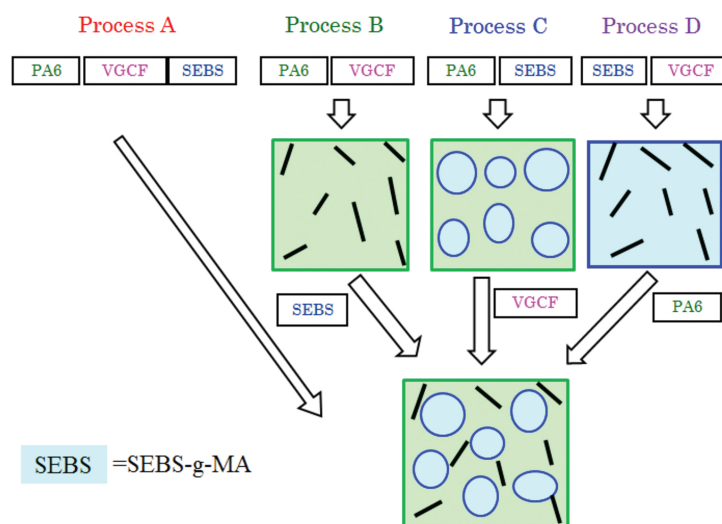 Process A Process B Process C Process D
PA6 VGCF SEBS PA6 VGCF PA6 SEBS SEBS VGCF
SEBS VGCF PA6
SEBS =SEBS-g-MA